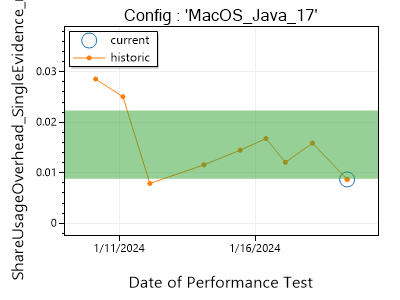 Config : 'MacOS_Java_17'
current
historic
0.03
0.02
0.01
0
ShareUsageOverhead_SingleEvidence_
1/11/2024
1/16/2024
Date of Performance Test